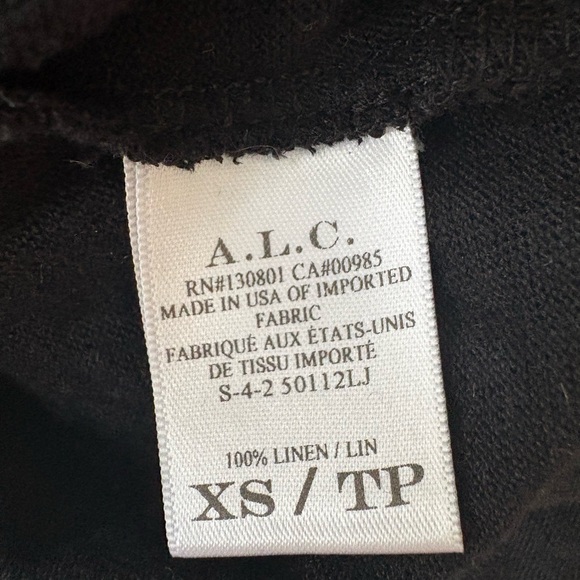 A.L.C.
RN#130801 CA#00985
MADE IN USA OF IMPORTED
FABRIC
FABRIQUÉ AUX ÉTATS-UNIS
DE TISSU IMPORTÉ
S-4-2 50112LJ
100% LINEN / LIN
XS / TP